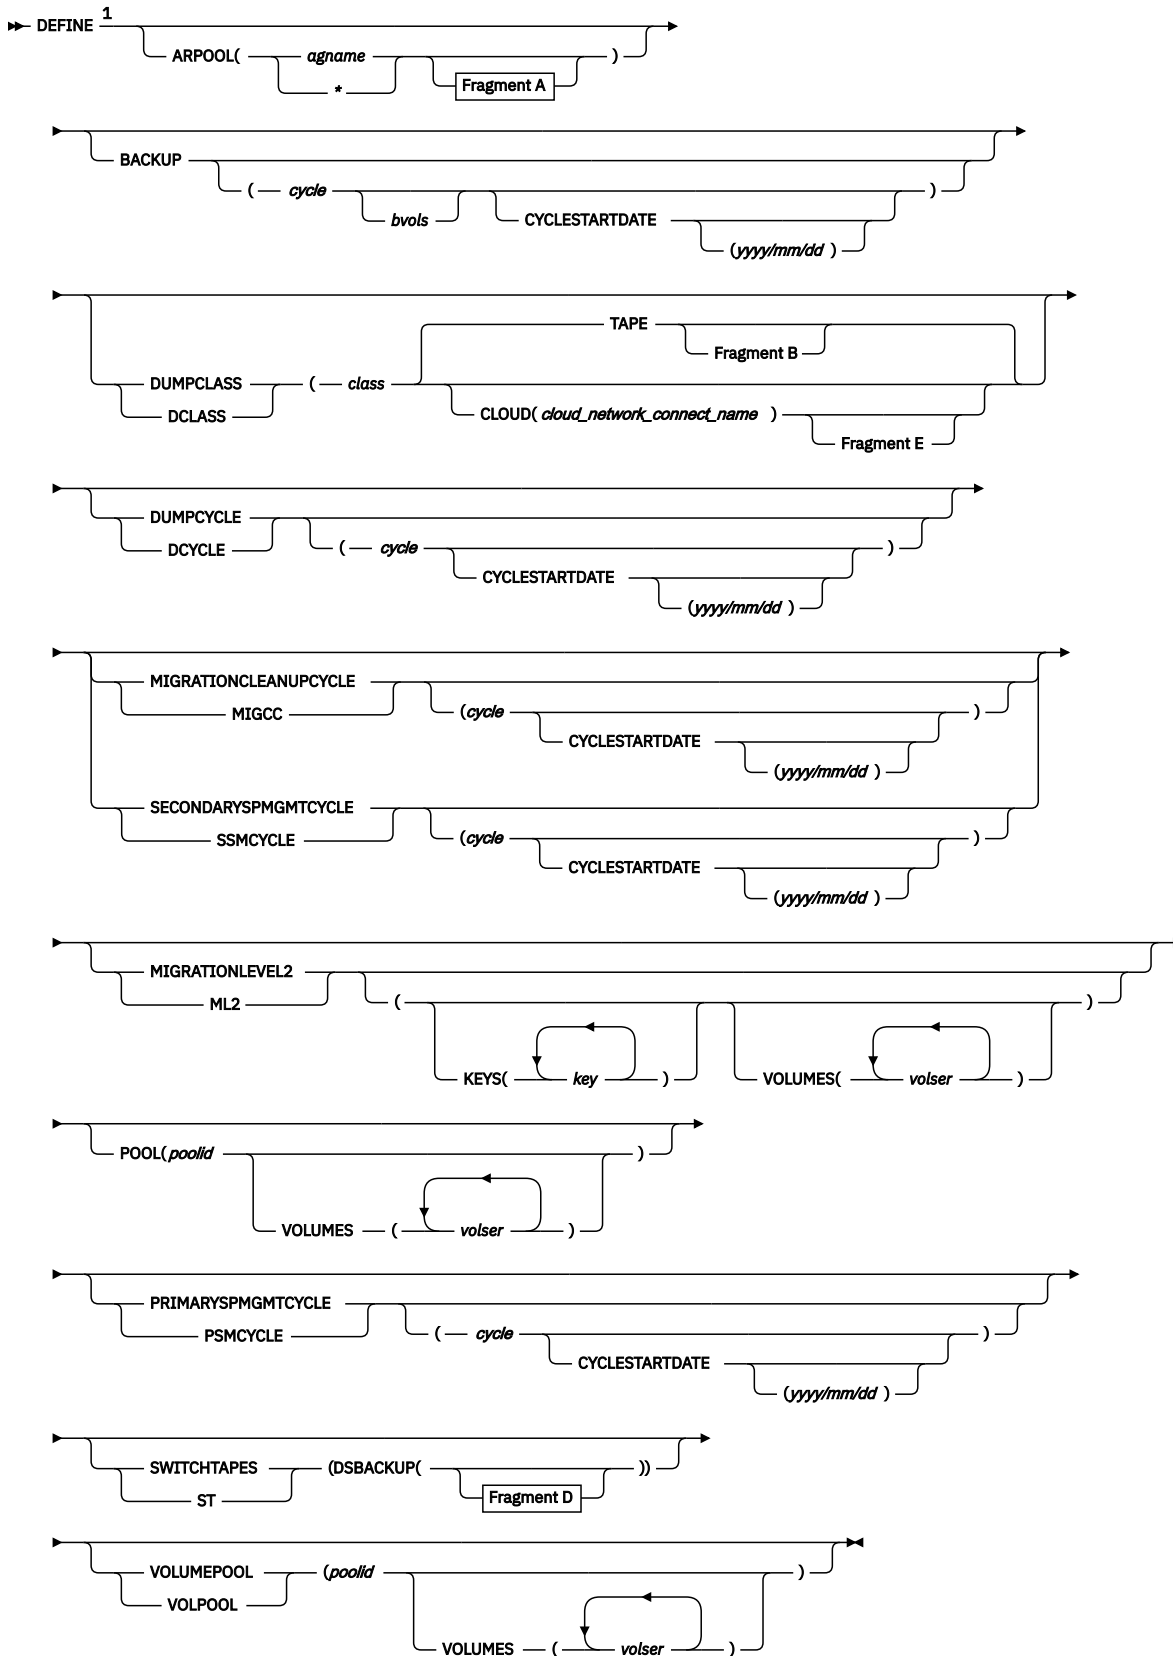 DEFINE 1
ARPOOL( agname )
*
Fragment A
BACKUP
( cycle )
bvols CYCLESTARTDATE
(yyyy/mm/dd )
TAPE
Fragment B
DUMPCLASS ( class
DCLASS
CLOUD( cloud_network_connect_name )
Fragment E
DUMPCYCLE
DCYCLE ( cycle )
CYCLESTARTDATE
(yyyy/mm/dd )
MIGRATIONCLEANUPCYCLE
MIGCC (cycle )
CYCLESTARTDATE
(yyyy/mm/dd )
SECONDARYSPMGMTCYCLE
SSMCYCLE (cycle )
CYCLESTARTDATE
(yyyy/mm/dd )
MIGRATIONLEVEL2
ML2 ( )
KEYS( key ) VOLUMES( volser )
POOL(poolid )
VOLUMES ( volser )
PRIMARYSPMGMTCYCLE
PSMCYCLE ( cycle )
CYCLESTARTDATE
(yyyy/mm/dd )
SWITCHTAPES (DSBACKUP( ))
ST Fragment D
VOLUMEPOOL (poolid )
VOLPOOL
VOLUMES ( volser )